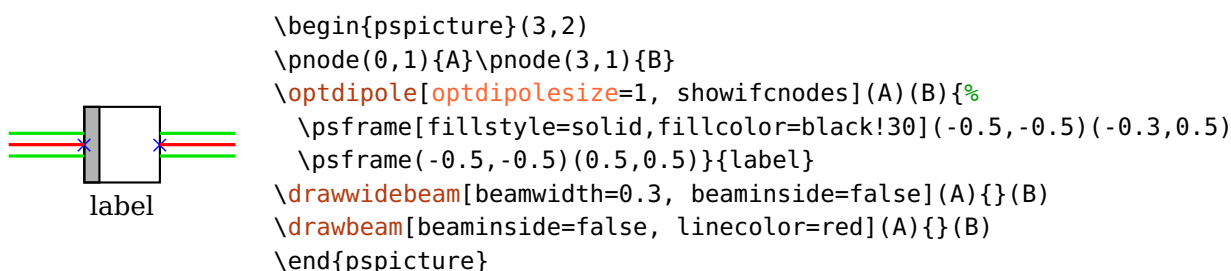 \begin{pspicture}(3,2)
\pnode(0,1){A}\pnode(3,1){B}
\optdipole[optdipolesize=1, showifcnodes](A)(B){%
\psframe[fillstyle=solid,fillcolor=black!30](-0.5,-0.5)(-0.3,0.5)
\psframe(-0.5,-0.5)(0.5,0.5)}{label}
\drawwidebeam[beamwidth=0.3, beaminside=false](A){}(B)
\drawbeam[beaminside=false, linecolor=red](A){}(B)
\end{pspicture}
label